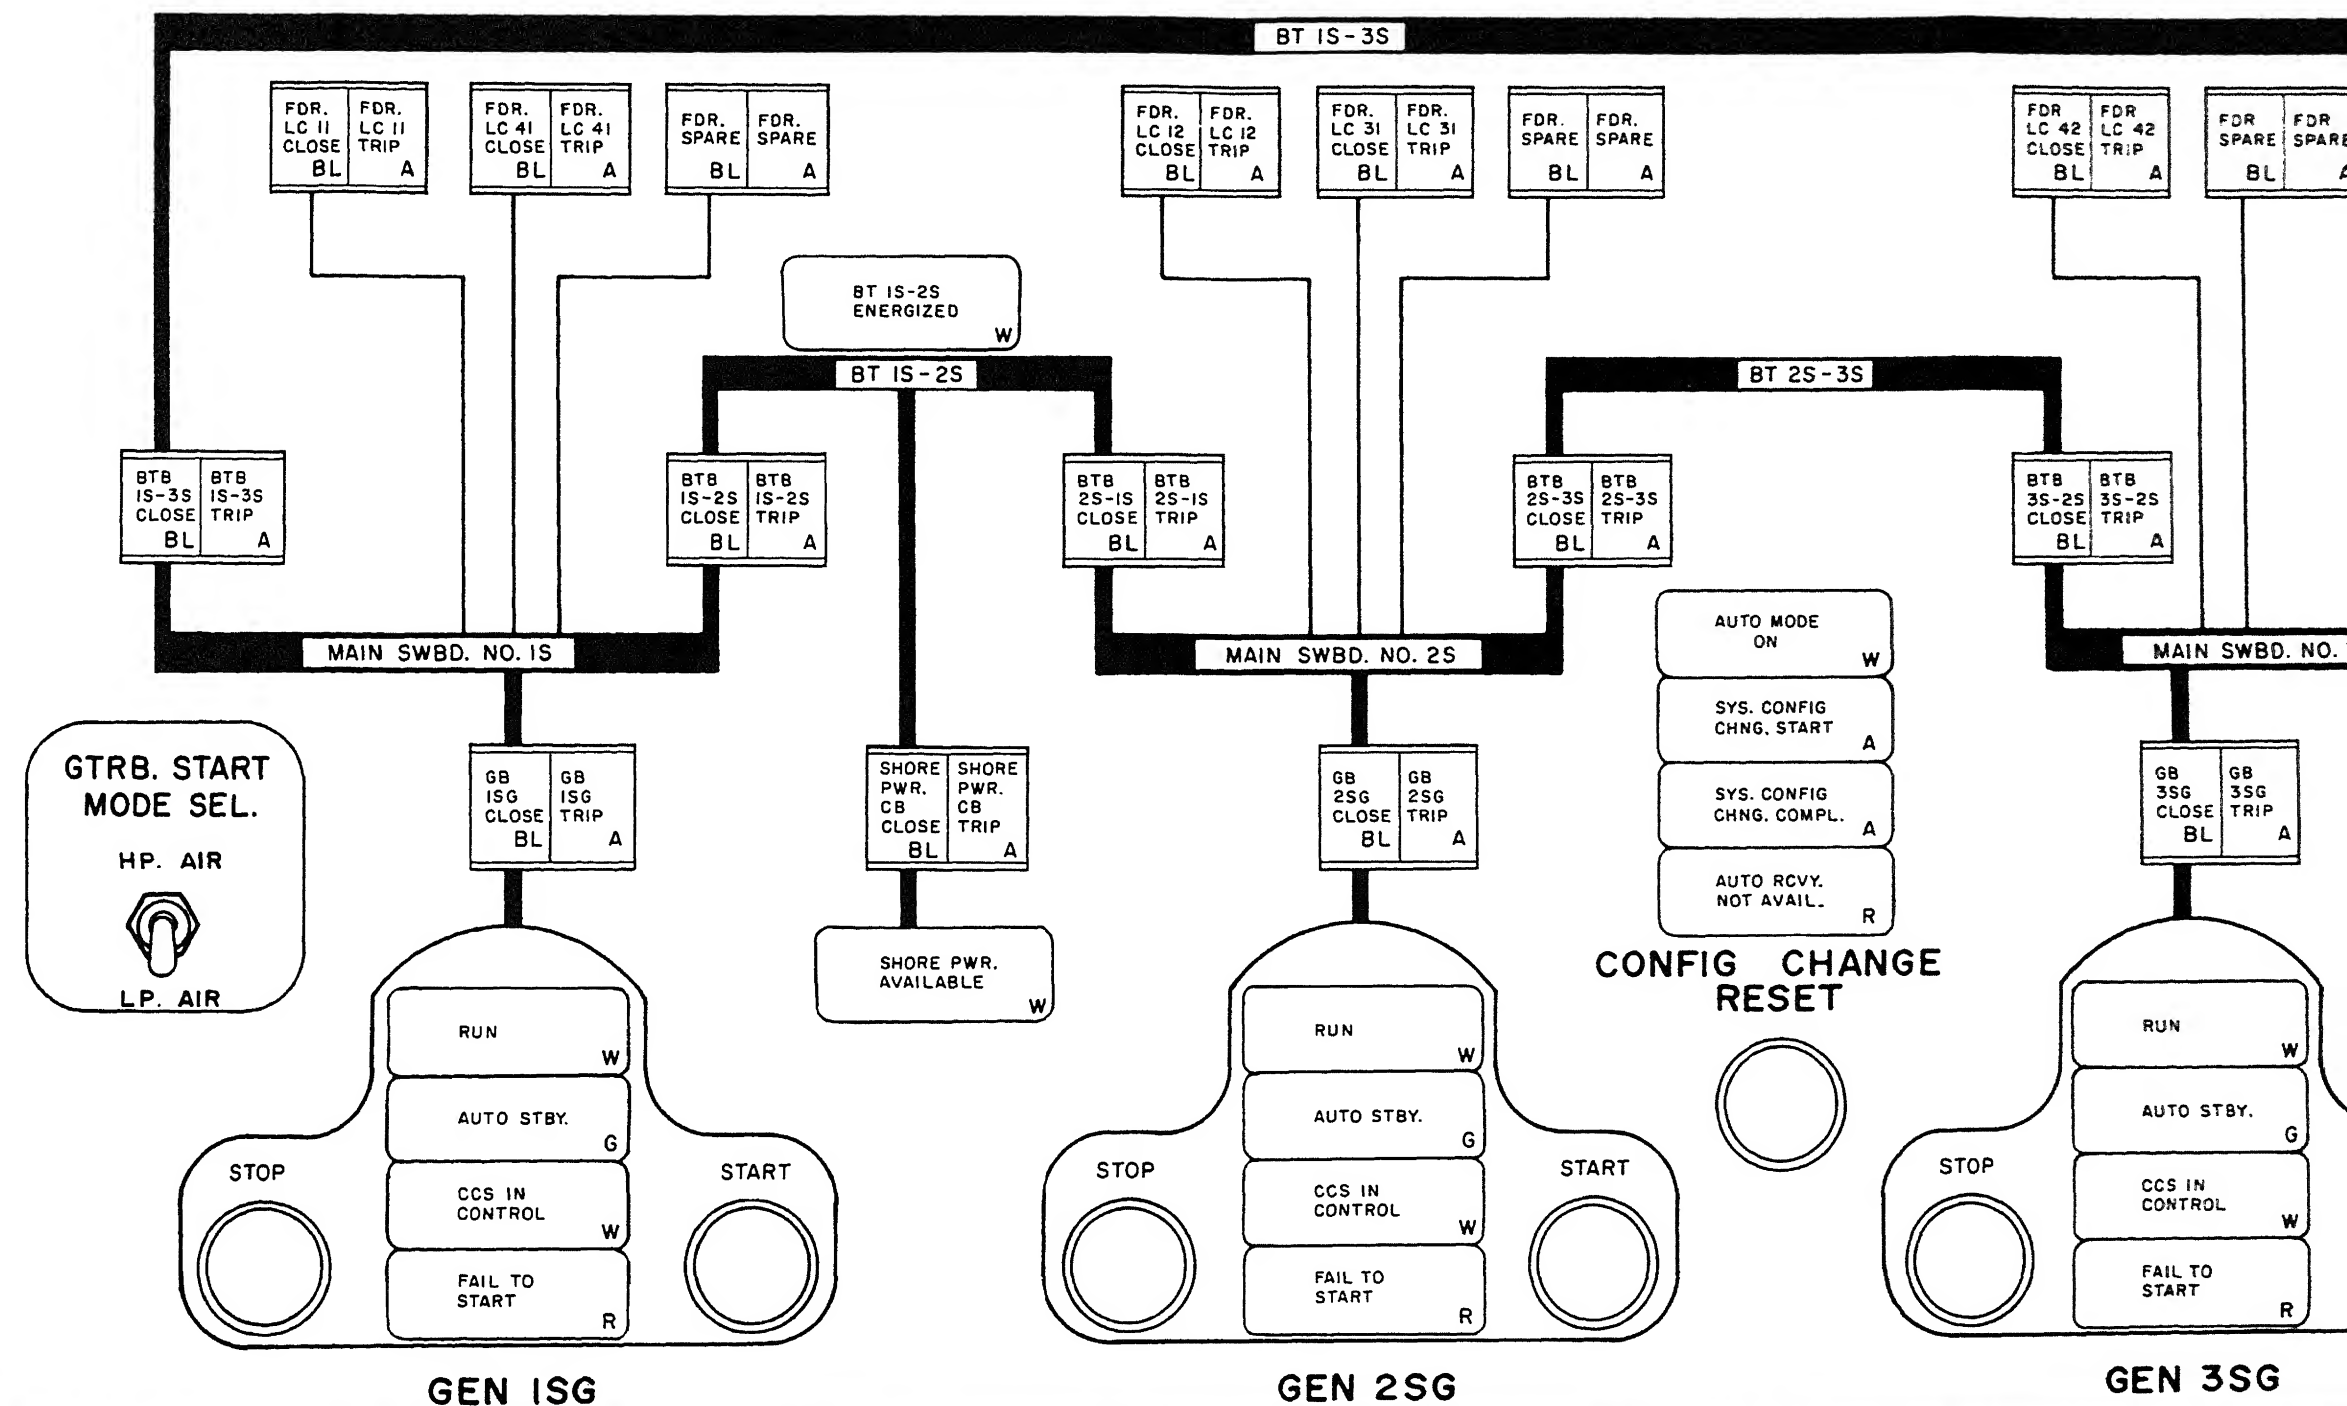 BT 1S-3S
FDR.
LC 11
CLOSE
BL
FDR.
LC 11
TRIP
A
FDR.
LC 41
CLOSE
BL
FDR.
LC 41
TRIP
A
FDR.
SPARE
BL
FDR.
SPARE
A
FDR.
LC 12
CLOSE
BL
FDR.
LC 12
TRIP
A
FDR.
LC 31
CLOSE
BL
FDR.
LC 31
TRIP
A
FDR.
SPARE
BL
FDR.
SPARE
A
FDR
LC 42
CLOSE
BL
FDR
LC 42
TRIP
A
FDR
SPARE
BL
FDR
SPARE
BT 1S-2S
ENERGIZED
W
BT 1S-2S
BT 2S-3S
BTB
1S-3S
CLOSE
BL
BTB
1S-3S
TRIP
A
BTB
1S-2S
CLOSE
BL
BTB
1S-2S
TRIP
A
BTB
2S-1S
CLOSE
BL
BTB
2S-1S
TRIP
A
BTB
2S-3S
CLOSE
BL
BTB
2S-3S
TRIP
A
BTB
3S-2S
CLOSE
BL
BTB
3S-2S
TRIP
A
MAIN SWBD. NO. 1S
MAIN SWBD. NO. 2S
MAIN SWBD. NO.
AUTO MODE
ON
W
SYS. CONFIG
CHNG. START
A
SYS. CONFIG
CHNG. COMPL.
A
AUTO RCVY.
NOT AVAIL.
R
CONFIG CHANGE
RESET
GTRB. START
MODE SEL.
HP. AIR
LP. AIR
GB
1SG
CLOSE
BL
GB
1SG
TRIP
A
SHORE
PWR.
CB
CLOSE
BL
SHORE
PWR.
CB
TRIP
A
SHORE PWR.
AVAILABLE
W
GB
2SG
CLOSE
BL
GB
2SG
TRIP
A
GB
3SG
CLOSE
BL
GB
3SG
TRIP
A
RUN
W
AUTO STBY.
G
CCS IN
CONTROL
W
FAIL TO
START
R
STOP
START
GEN 1SG
RUN
W
AUTO STBY.
G
CCS IN
CONTROL
W
FAIL TO
START
R
STOP
START
GEN 2SG
RUN
W
AUTO STBY.
G
CCS IN
CONTROL
W
FAIL TO
START
R
STOP
GEN 3SG